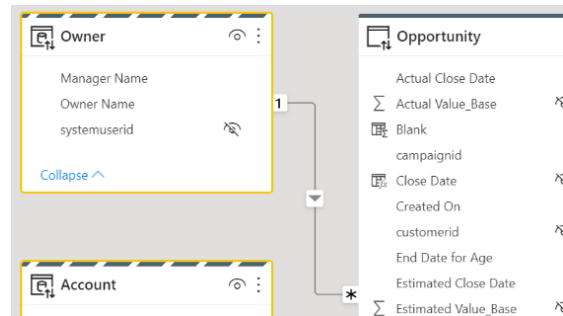 Owner
Manager Name
Owner Name
systemuserid
Collapse
1
*
Account
Opportunity
Actual Close Date
Actual Value_Base
Blank
campaignid
Close Date
Created On
customerid
End Date for Age
Estimated Close Date
Estimated Value_Base